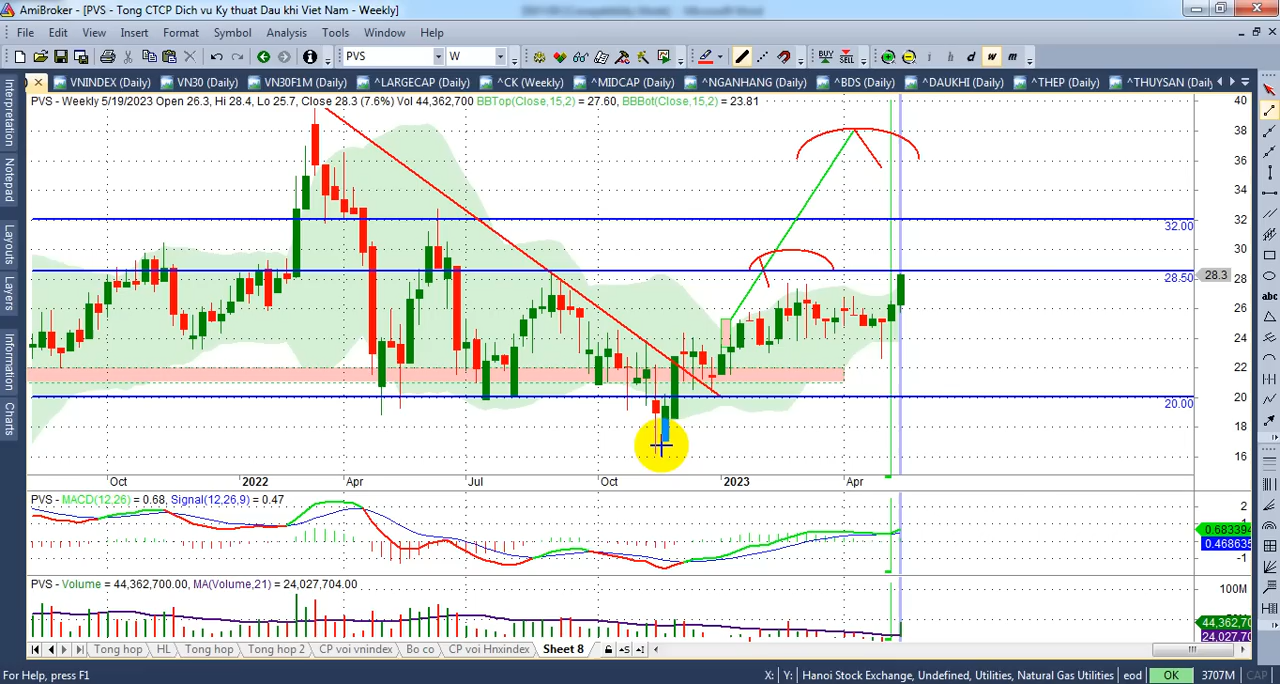 AmiBroker - [PVS - Tong CTCP Dich vu Ky thuat Dau khi Viet Nam - Weekly]
File Edit View Insert Format Symbol Analysis Tools Window Help
PVS W BUY SELL i h d w m
VNINDEX (Daily) VN30 (Daily) VN30F1M (Daily) ^LARGECAP (Daily) ^CK (Weekly) ^MIDCAP (Daily) ^NGANHANG (Daily) ^BDS (Daily) ^DAUKHI (Daily) ^THEP (Daily) ^THUYSAN (Daily
PVS - Weekly 5/19/2023 Open 26.3, Hi 28.4, Lo 25.7, Close 28.3 (7.6%) Vol 44,362,700 BBTop(Close,15,2) = 27.60, BBBot(Close,15,2) = 23.81
Interpretation
Notepad
Layouts
Layers
Information
Charts
abc
40
38
36
34
32
32.00
30
28.3
28.50
28
26
24
22
20
20.00
18
16
Oct 2022 Apr Jul Oct 2023 Apr
PVS - MACD(12,26) = 0.68, Signal(12,26,9) = 0.47
2
1
0.683394
0.468635
-1
PVS - Volume = 44,362,700.00, MA(Volume,21) = 24,027,704.00
100M
44,362,70
24,027,70
Tong hop HL Tong hop Tong hop 2 CP voi vnindex Bo co CP voi Hnxindex Sheet 8
For Help, press F1 X: Y: Hanoi Stock Exchange, Undefined, Utilities, Natural Gas Utilities eod OK 3707M CAP